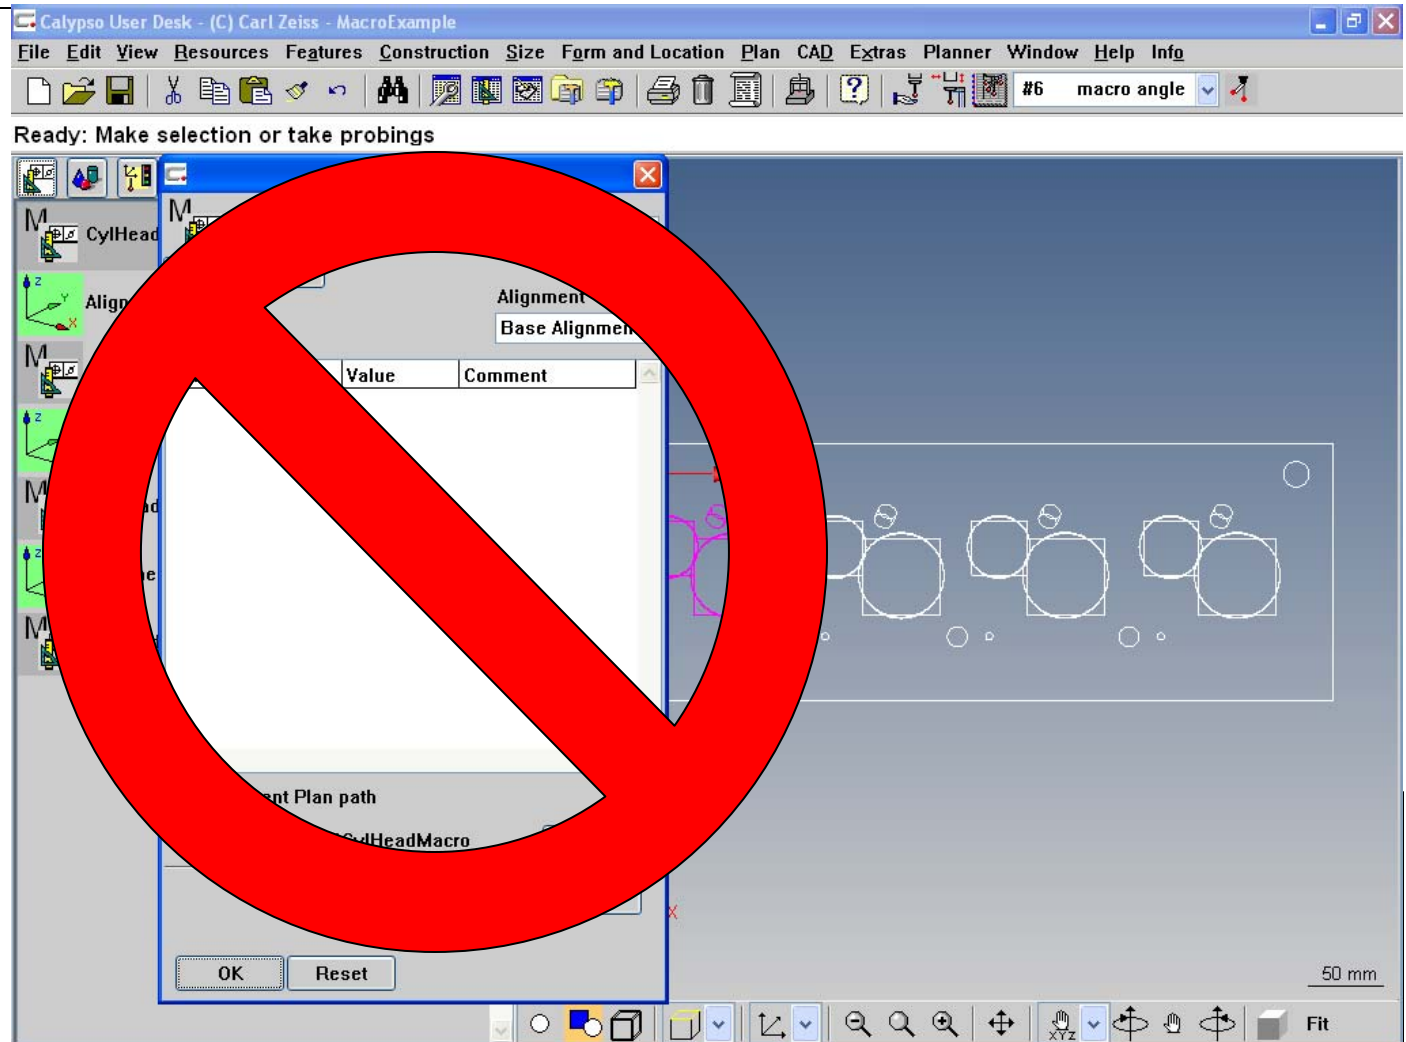 Calypso User Desk - (C) Carl Zeiss - MacroExample
File Edit View Resources Features Construction Size Form and Location Plan CAD Extras Planner Window Help Info
#6 macro angle
Ready: Make selection or take probings
M
CylHead
M
Z
Y
X
Align
Alignment
Base Alignmen
M
Value Comment
Z
M
Z
M
Plan path
CylHeadMacro
X
OK Reset
50 mm
XYZ
Fit